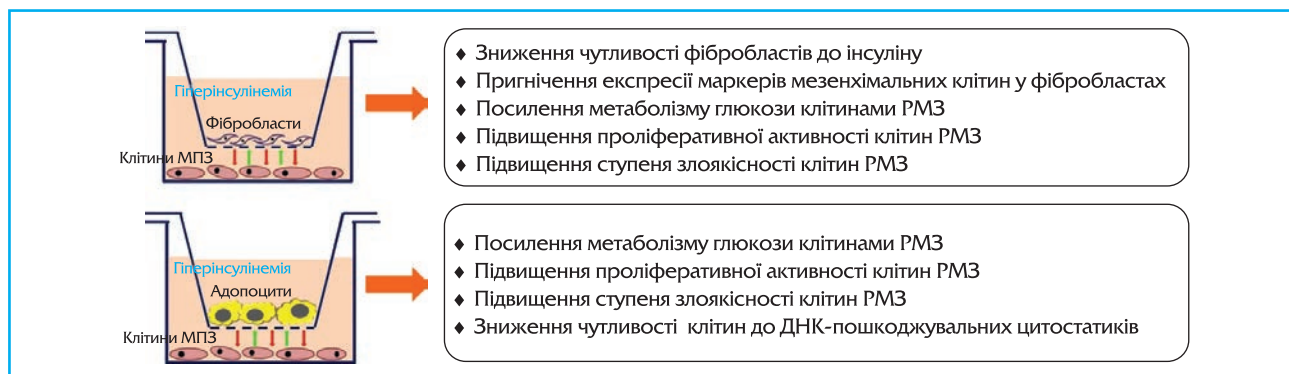 Гіперінсулінемія
Фібробласти
Клітини МПЗ
♦ Зниження чутливості фібробластів до інсуліну
♦ Пригнічення експресії маркерів мезенхімальних клітин у фібробластах
♦ Посилення метаболізму глюкози клітинами РМЗ
♦ Підвищення проліферативної активності клітин РМЗ
♦ Підвищення ступеня злоякісності клітин РМЗ
Гіперінсулінемія
Адопоцити
Клітини МПЗ
♦ Посилення метаболізму глюкози клітинами РМЗ
♦ Підвищення проліферативної активності клітин РМЗ
♦ Підвищення ступеня злоякісності клітин РМЗ
♦ Зниження чутливості клітин до ДНК-пошкоджувальних цитостатиків